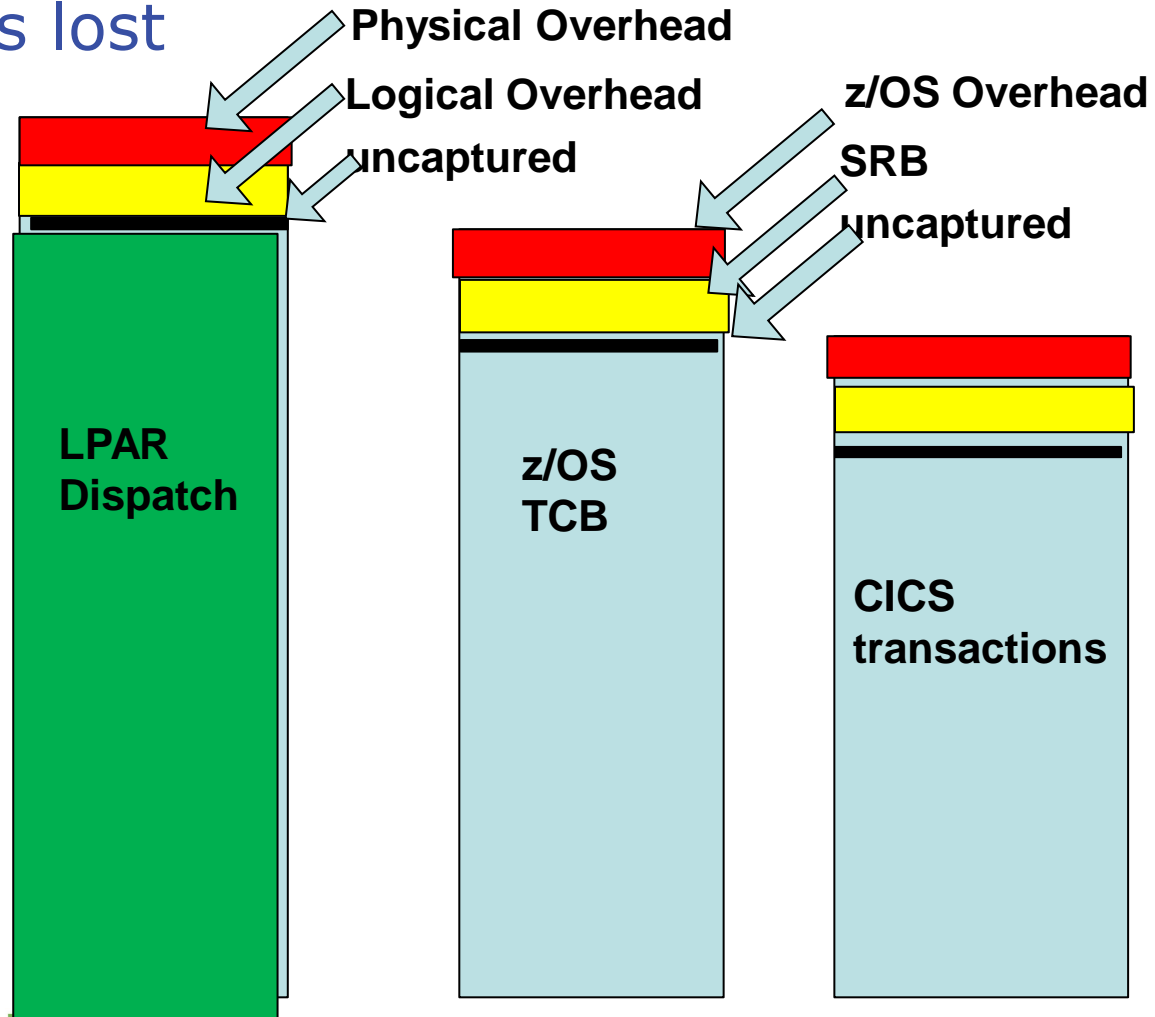 s lost
Physical Overhead
Logical Overhead
uncaptured
z/OS Overhead
SRB
uncaptured
LPAR
Dispatch
z/OS
TCB
CICS
transactions